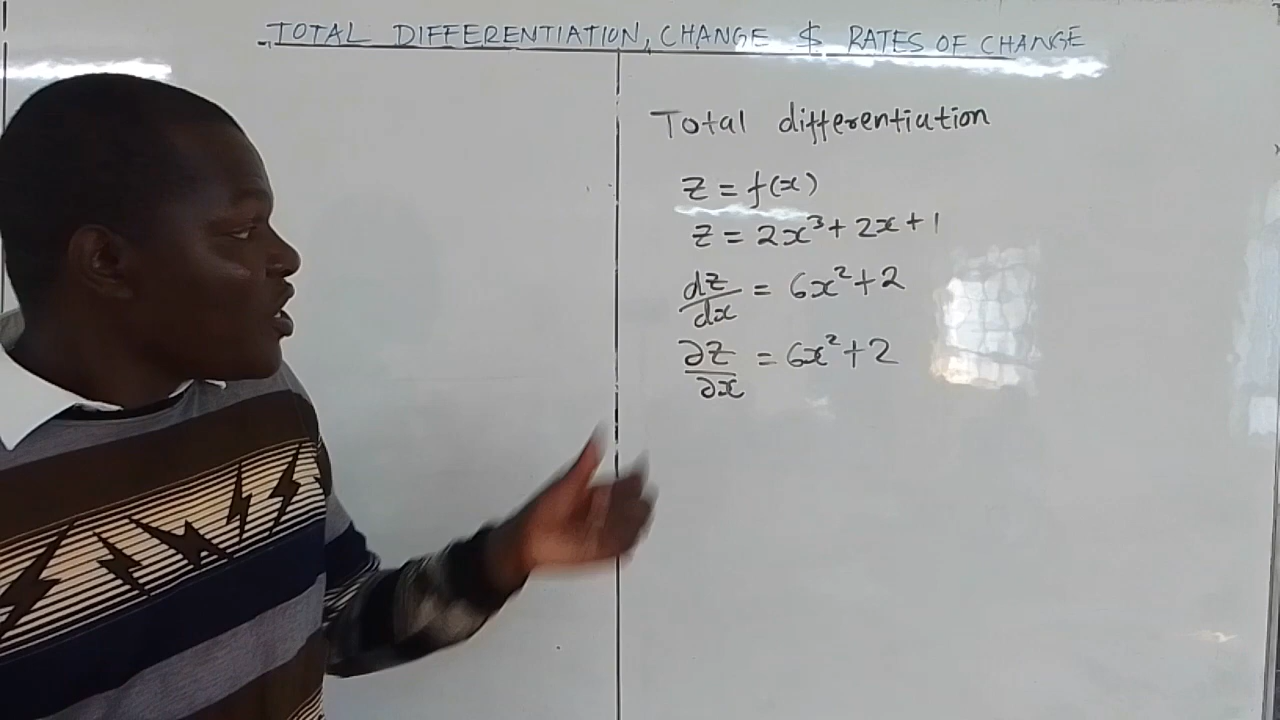 TOTAL DIFFERENTIATION, CHANGE $ RATES OF CHANGE
Total differentiation
z = f(x)
z = 2x³ + 2x + 1
dz/dx = 6x² + 2
∂z/∂x = 6x² + 2